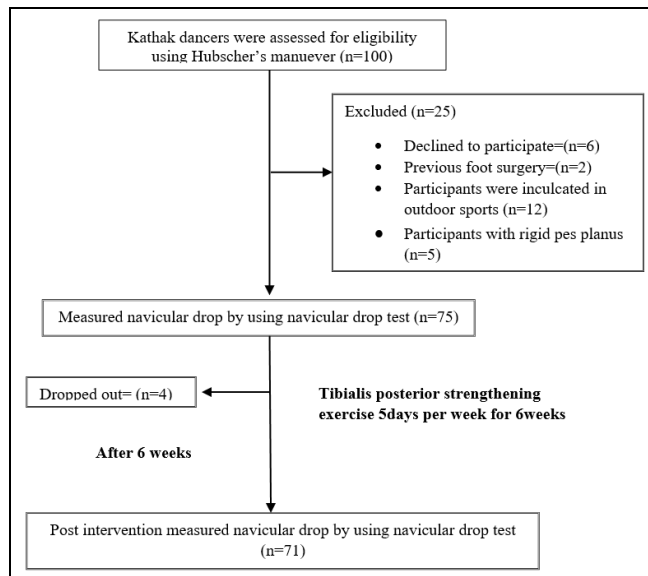 Kathak dancers were assessed for eligibility
using Hubscher’s manuever (n=100)
Excluded (n=25)
• Declined to participate=(n=6)
• Previous foot surgery=(n=2)
• Participants were inculcated in
outdoor sports (n=12)
• Participants with rigid pes planus
(n=5)
Measured navicular drop by using navicular drop test (n=75)
Dropped out= (n=4)
Tibialis posterior strengthening
exercise 5days per week for 6weeks
After 6 weeks
Post intervention measured navicular drop by using navicular drop test
(n=71)